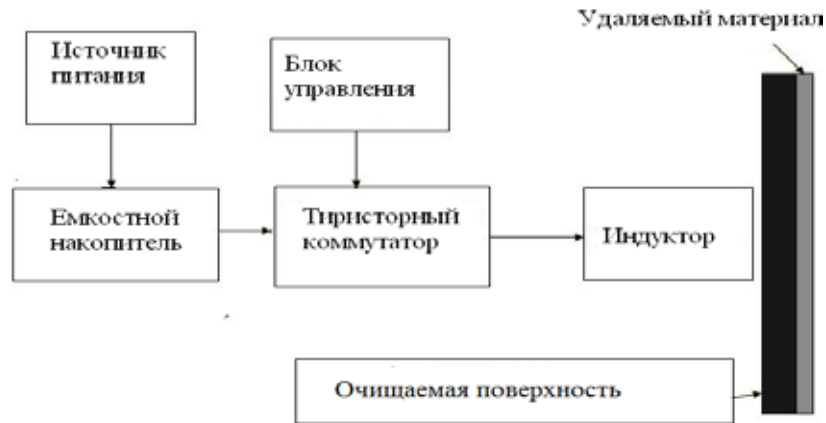 Удаляемый материал
Источник
питания
Блок
управления
Емкостной
накопитель
Тиристорный
коммутатор
Индуктор
Очищаемая поверхность